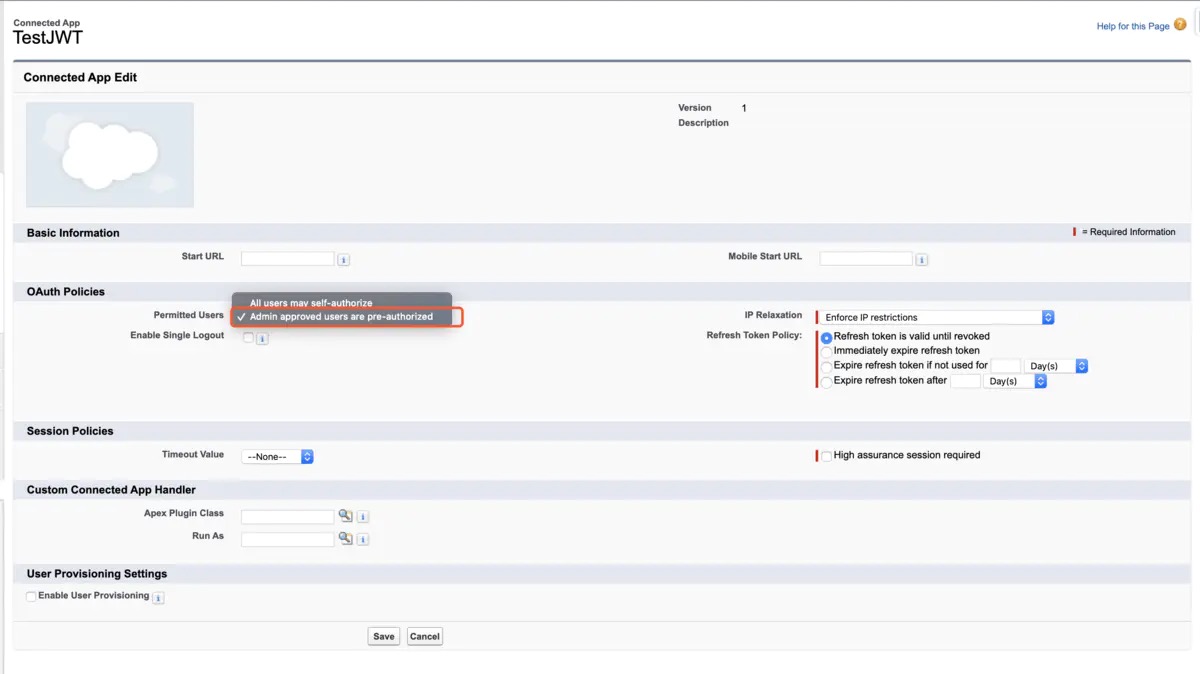 Connected App
TestJWT
Help for this Page ?
Connected App Edit
Version 1
Description
Basic Information
= Required Information
Start URL
Mobile Start URL
OAuth Policies
All users may self-authorize
Permitted Users
✓ Admin approved users are pre-authorized
IP Relaxation
Enforce IP restrictions
Enable Single Logout
Refresh Token Policy:
Refresh token is valid until revoked
Immediately expire refresh token
Expire refresh token if not used for Day(s)
Expire refresh token after Day(s)
Session Policies
Timeout Value
--None--
High assurance session required
Custom Connected App Handler
Apex Plugin Class
Run As
User Provisioning Settings
Enable User Provisioning
Save Cancel